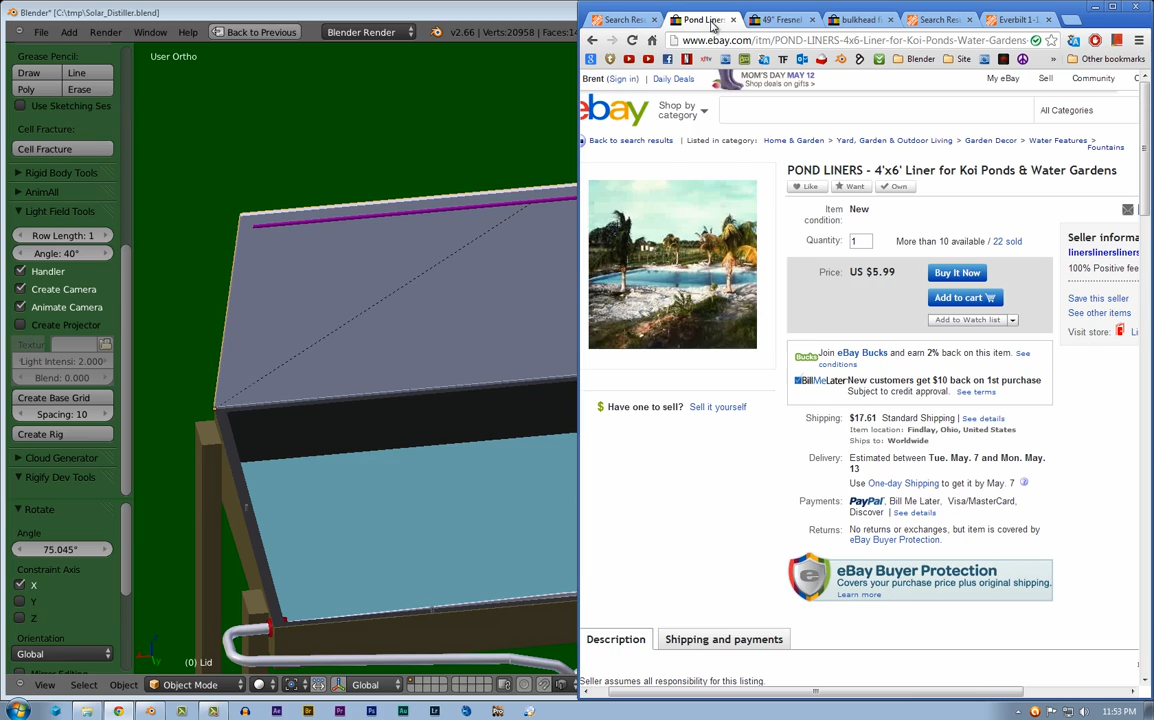 Blender* [C:\tmp\Solar_Distiller.blend]
File Add Render Window Help Back to Previous Blender Render v2.66 | Verts:20958 | Faces:14
Grease Pencil:
Draw Line
Poly Erase
Use Sketching Ses
Cell Fracture:
Cell Fracture
Rigid Body Tools
AnimAll
Light Field Tools
Row Length: 1
Angle: 40°
Handler
Create Camera
Animate Camera
Create Projector
Textur
Light Intensi: 2.000
Blend: 0.000
Create Base Grid
Spacing: 10
Create Rig
Cloud Generator
Rigify Dev Tools
Rotate
Angle
75.045°
Constraint Axis
X
Y
Z
Orientation
Global
User Ortho
(0) Lid
View Select Object Object Mode Global
Search Res Pond Liners 49" Fresnel bulkhead f Search Res Everbilt 1-1
www.ebay.com/itm/POND-LINERS-4x6-Liner-for-Koi-Ponds-Water-Gardens-
Blender Site Other bookmarks
Brent (Sign in) Daily Deals MOM'S DAY MAY 12
Shop deals on gifts > My eBay Sell Community
ebay Shop by
category All Categories
Back to search results | Listed in category: Home & Garden > Yard, Garden & Outdoor Living > Garden Decor > Water Features >
Fountains
POND LINERS - 4'x6' Liner for Koi Ponds & Water Gardens
Like Want Own
Item
condition: New
Quantity: 1 More than 10 available / 22 sold
Price: US $5.99 Buy It Now
Add to cart
Add to Watch list
Bucks Join eBay Bucks and earn 2% back on this item. See
conditions
BillMeLater New customers get $10 back on 1st purchase
Subject to credit approval. See terms
Shipping: $17.61 Standard Shipping | See details
Item location: Findlay, Ohio, United States
Ships to: Worldwide
Delivery: Estimated between Tue. May. 7 and Mon. May.
13
Use One-day Shipping to get it by May. 7
Payments: PayPal, Bill Me Later, Visa/MasterCard,
Discover | See details
Returns: No returns or exchanges, but item is covered by
eBay Buyer Protection.
eBay Buyer Protection
Covers your purchase price plus original shipping.
Learn more
Seller informa
linerslinersliners
100% Positive fee
Save this seller
See other items
Visit store: Li
Have one to sell? Sell it yourself
Description Shipping and payments
Seller assumes all responsibility for this listing.
11:53 PM